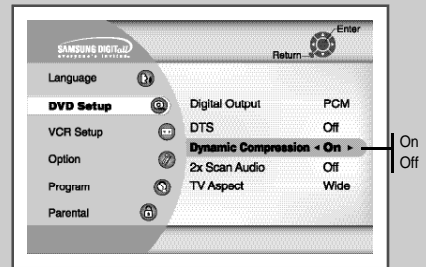 Enter
SAMSUNG DIGITall
everyone's invited.
Return
Language
DVD Setup
VCR Setup
Option
Program
Parental
Digital Output PCM
DTS Off
Dynamic Compression ◄ On ►
2x Scan Audio Off
TV Aspect Wide
On
Off